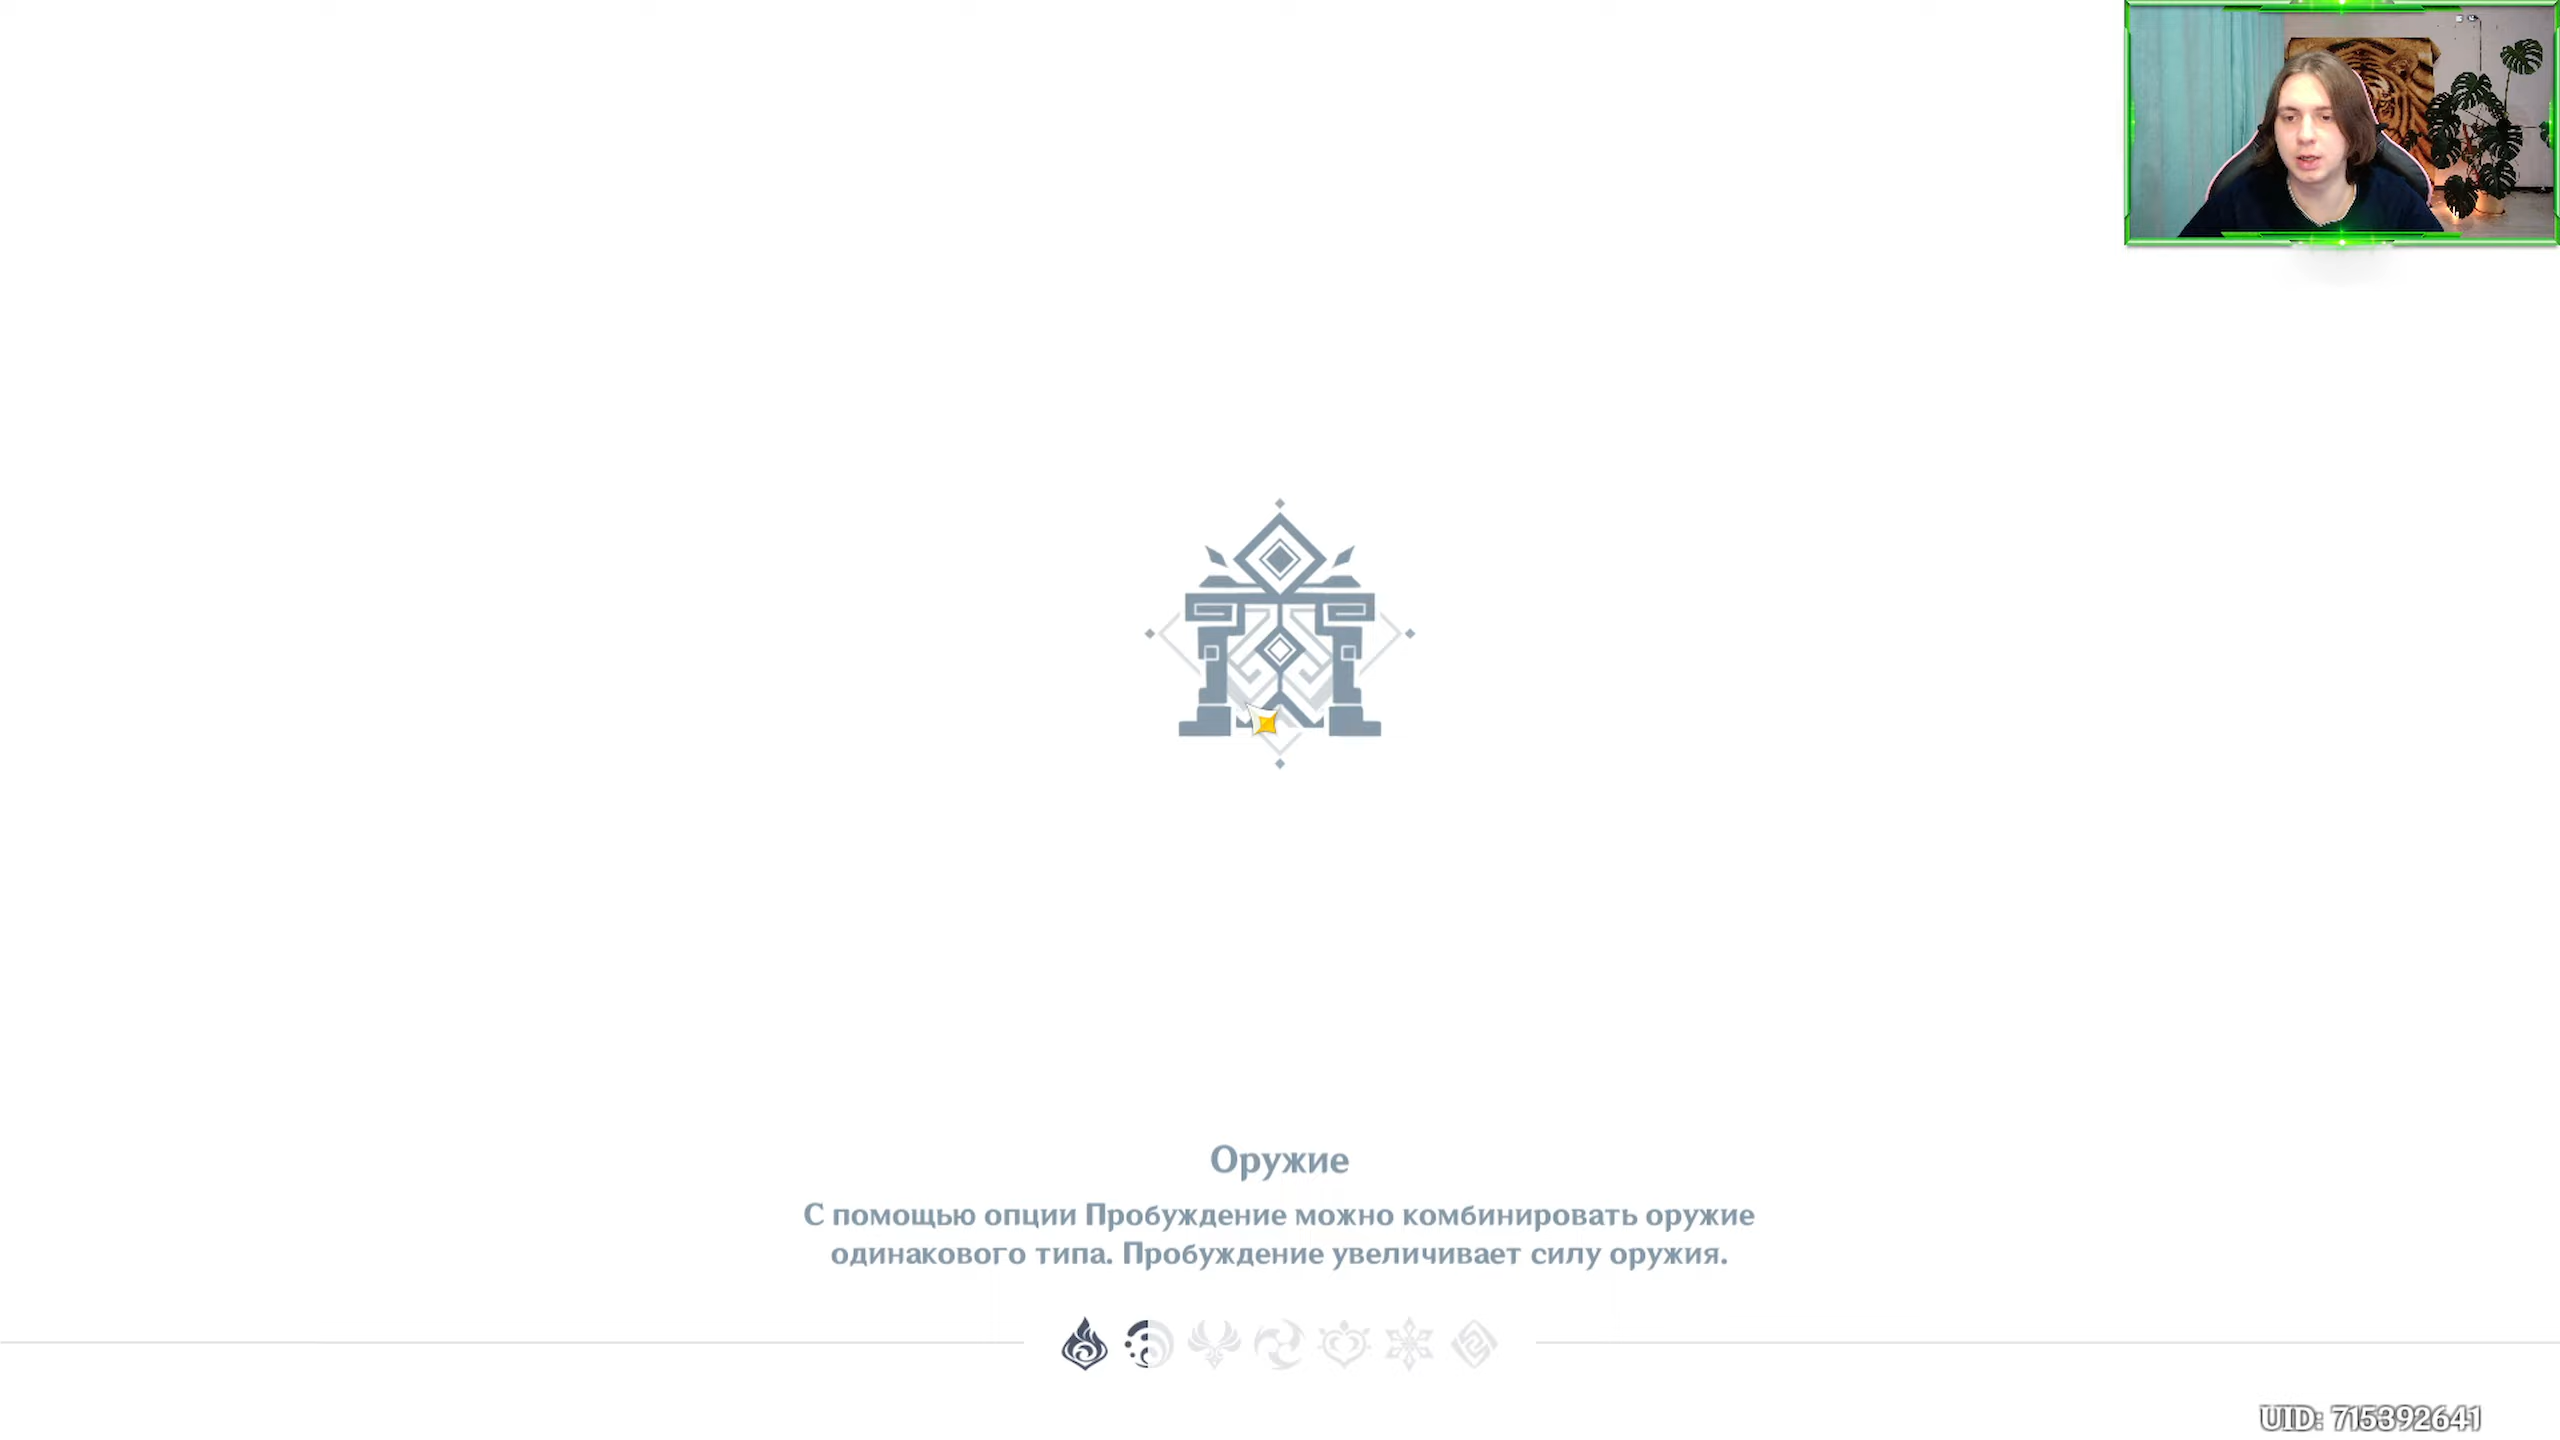 Оружие
С помощью опции Пробуждение можно комбинировать оружие
одинакового типа. Пробуждение увеличивает силу оружия.
UID: 715392641